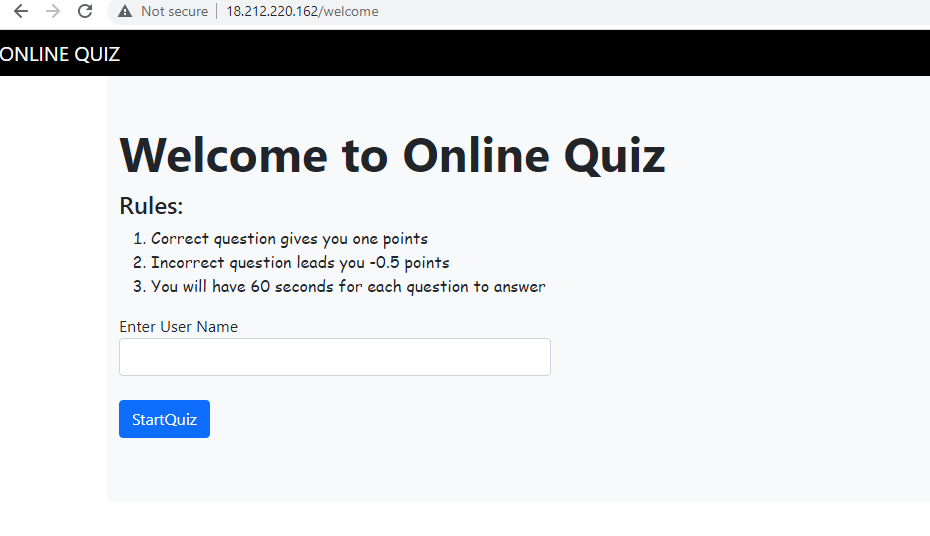 Not secure | 18.212.220.162/welcome
ONLINE QUIZ
Welcome to Online Quiz
Rules:
1. Correct question gives you one points
2. Incorrect question leads you -0.5 points
3. You will have 60 seconds for each question to answer
Enter User Name
StartQuiz